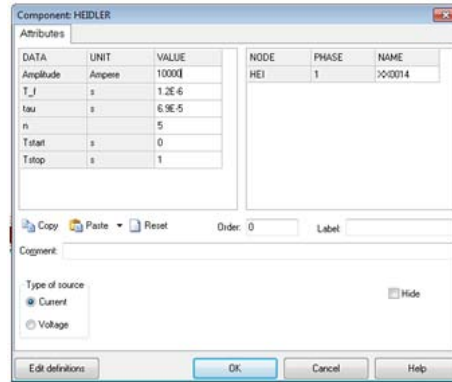 Component: HEIDLER
Attributes
DATA UNIT VALUE
Amplitude Ampere 10000
T_f s 1.2E-6
tau s 6.9E-5
n 5
Tstart s 0
Tstop s 1
NODE PHASE NAME
HEI 1 XX0014
Copy Paste Reset Order: 0 Label:
Comment:
Type of source
Current
Voltage
Hide
Edit definitions OK Cancel Help